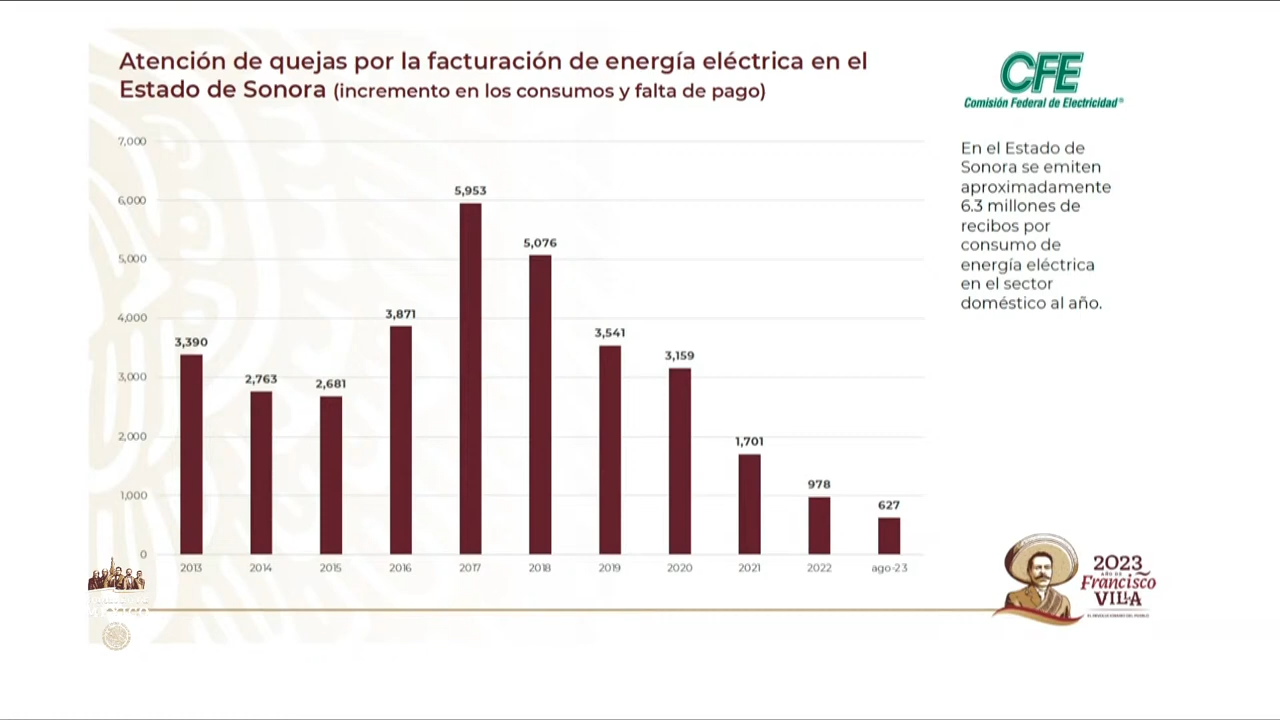 Atención de quejas por la facturación de energía eléctrica en el
Estado de Sonora (incremento en los consumos y falta de pago)
CFE
Comisión Federal de Electricidad®
En el Estado de
Sonora se emiten
aproximadamente
6.3 millones de
recibos por
consumo de
energía eléctrica
en el sector
doméstico al año.
7,000
6,000
5,000
4,000
3,000
2,000
1,000
0
3,390
2,763
2,681
3,871
5,953
5,076
3,541
3,159
1,701
978
627
2013
2014
2015
2016
2017
2018
2019
2020
2021
2022
ago-23
2023
AÑO DE
Francisco
VILLA